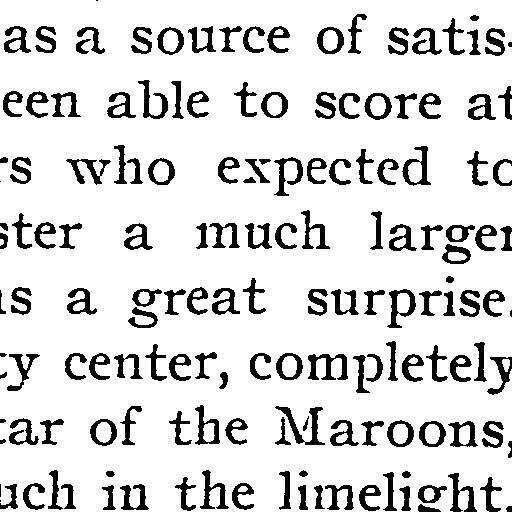 as a source of satis-
een able to score at
rs who expected to
ster a much larger
as a great surprise.
ty center, completely
tar of the Maroons,
uch in the limelight.